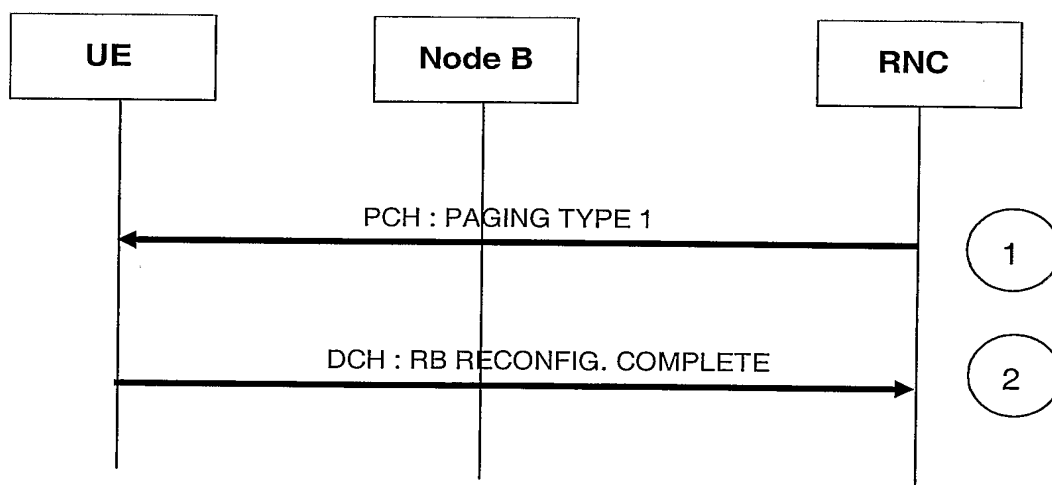 UE
Node B
RNC
PCH : PAGING TYPE 1
1
DCH : RB RECONFIG. COMPLETE
2